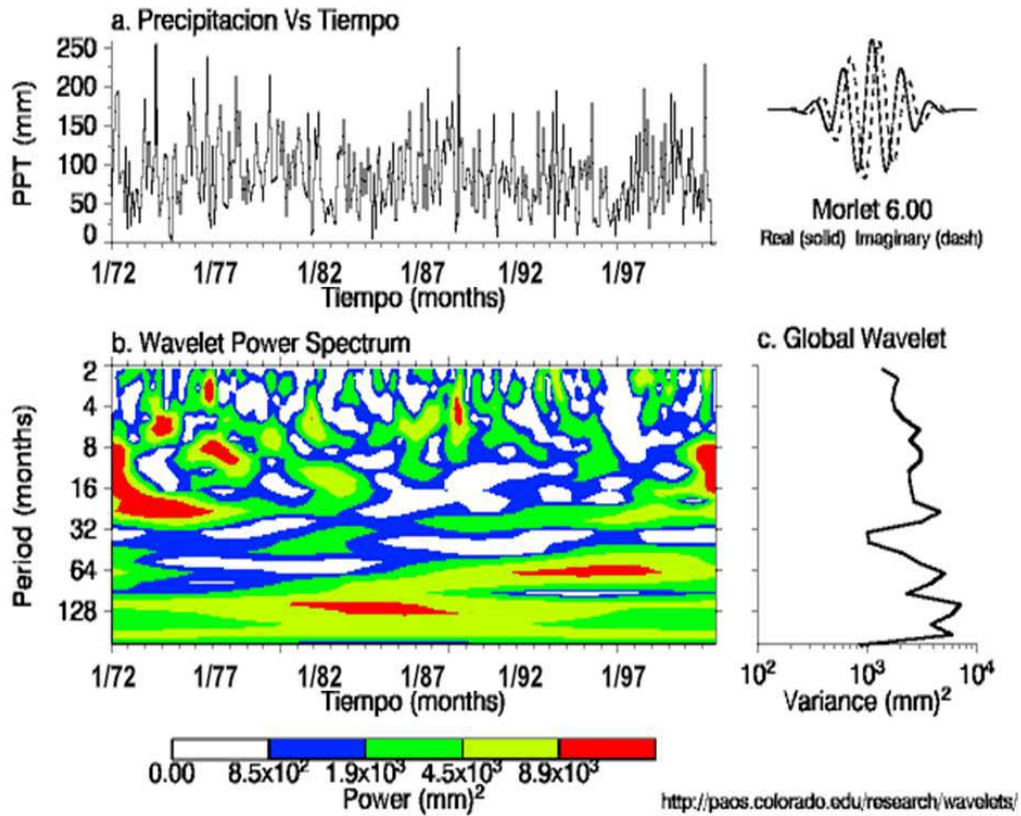 a. Precipitacion Vs Tiempo
PPT (mm)
250
200
150
100
50
0
1/72 1/77 1/82 1/87 1/92 1/97
Tiempo (months)
Morlet 6.00
Real (solid) Imaginary (dash)
b. Wavelet Power Spectrum
Period (months)
2
4
8
16
32
64
128
1/72 1/77 1/82 1/87 1/92 1/97
Tiempo (months)
c. Global Wavelet
10² 10³ 10⁴
Variance (mm)²
0.00 8.5x10² 1.9x10³ 4.5x10³ 8.9x10³
Power (mm)²
http://paos.colorado.edu/research/wavelets/